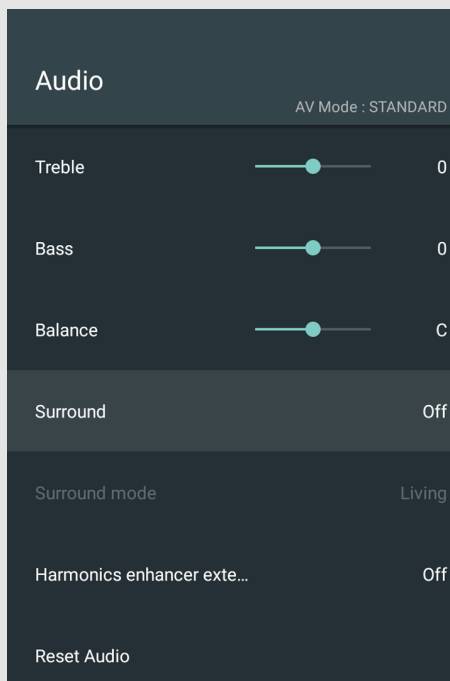 Audio
AV Mode : STANDARD
Treble 0
Bass 0
Balance C
Surround Off
Surround mode Living
Harmonics enhancer exte... Off
Reset Audio